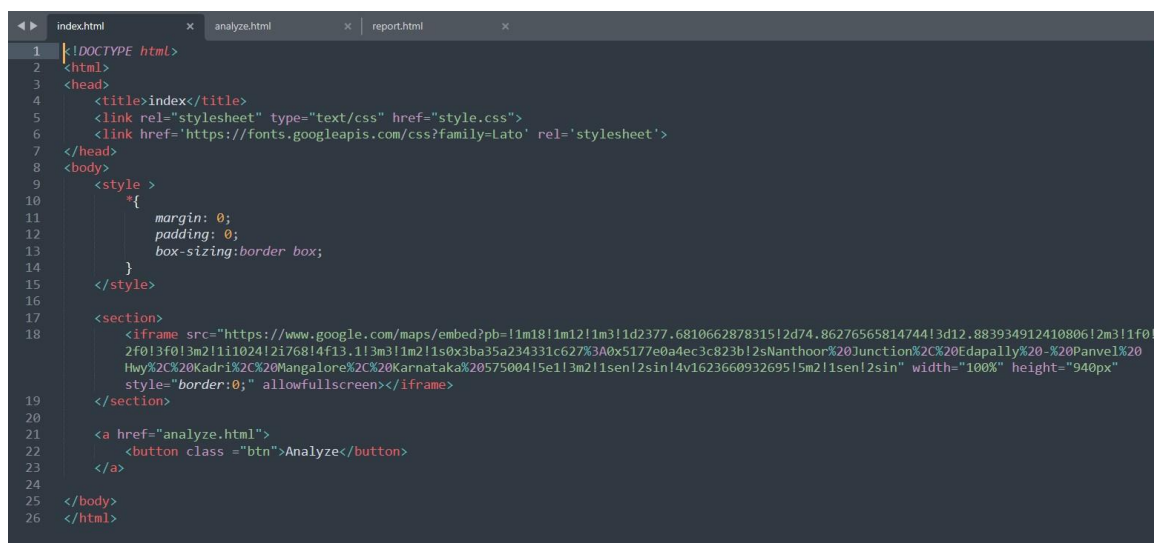 index.html × analyze.html × report.html ×
1 <!DOCTYPE html>
2 <html>
3 <head>
4 <title>index</title>
5 <link rel="stylesheet" type="text/css" href="style.css">
6 <link href='https://fonts.googleapis.com/css?family=Lato' rel='stylesheet'>
7 </head>
8 <body>
9 <style >
10 *{
11 margin: 0;
12 padding: 0;
13 box-sizing:border box;
14 }
15 </style>
16
17 <section>
18 <iframe src="https://www.google.com/maps/embed?pb=!1m18!1m12!1m3!1d2377.6810662878315!2d74.86276565814744!3d12.883934912410806!2m3!1f0!
2f0!3f0!3m2!1i1024!2i768!4f13.1!3m3!1m2!1s0x3ba35a234331c627%3A0x5177e0a4ec3c823b!2sNanthoor%20Junction%2C%20Edapally%20-%20Panvel%20
Hwy%2C%20Kadri%2C%20Mangalore%2C%20Karnataka%20575004!5e1!3m2!1sen!2sin!4v1623660932695!5m2!1sen!2sin" width="100%" height="940px"
style="border:0;" allowfullscreen></iframe>
19 </section>
20
21 <a href="analyze.html">
22 <button class ="btn">Analyze</button>
23 </a>
24
25 </body>
26 </html>